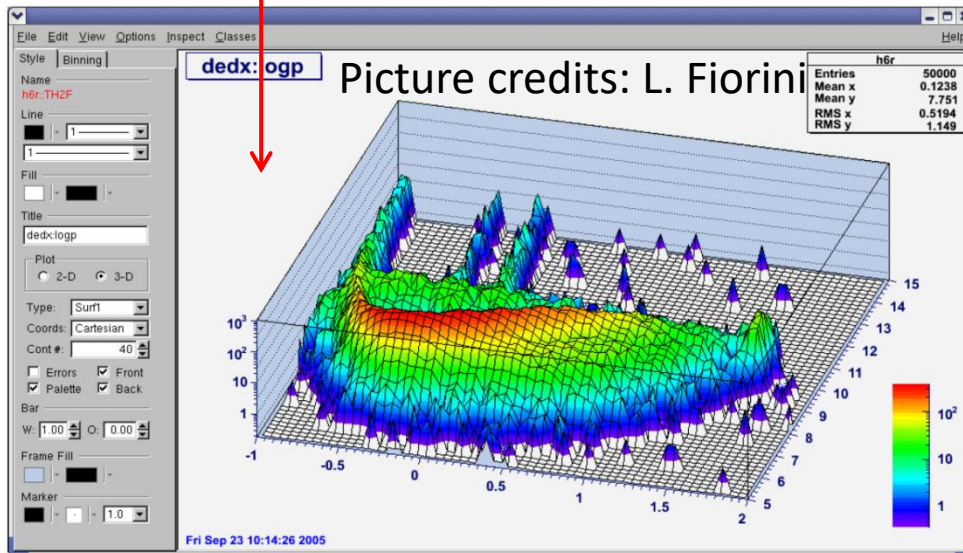 File Edit View Options Inspect Classes Help
Style Binning
Name
h6r::TH2F
Line
1
1
Fill
Title
dedx:logp
Plot
2-D 3-D
Type: Surf1
Coords: Cartesian
Cont #: 40
Errors Front
Palette Back
Bar
W: 1.00 O: 0.00
Frame Fill
Marker
1.0
Picture credits: L. Fiorini
h6r
Entries 50000
Mean x 0.1238
Mean y 7.751
RMS x 0.5194
RMS y 1.149
10³
10²
10
1
-1
-0.5
0
0.5
1
1.5
2
5
6
7
8
9
10
11
12
13
14
15
10²
10
1
Fri Sep 23 10:14:26 2005